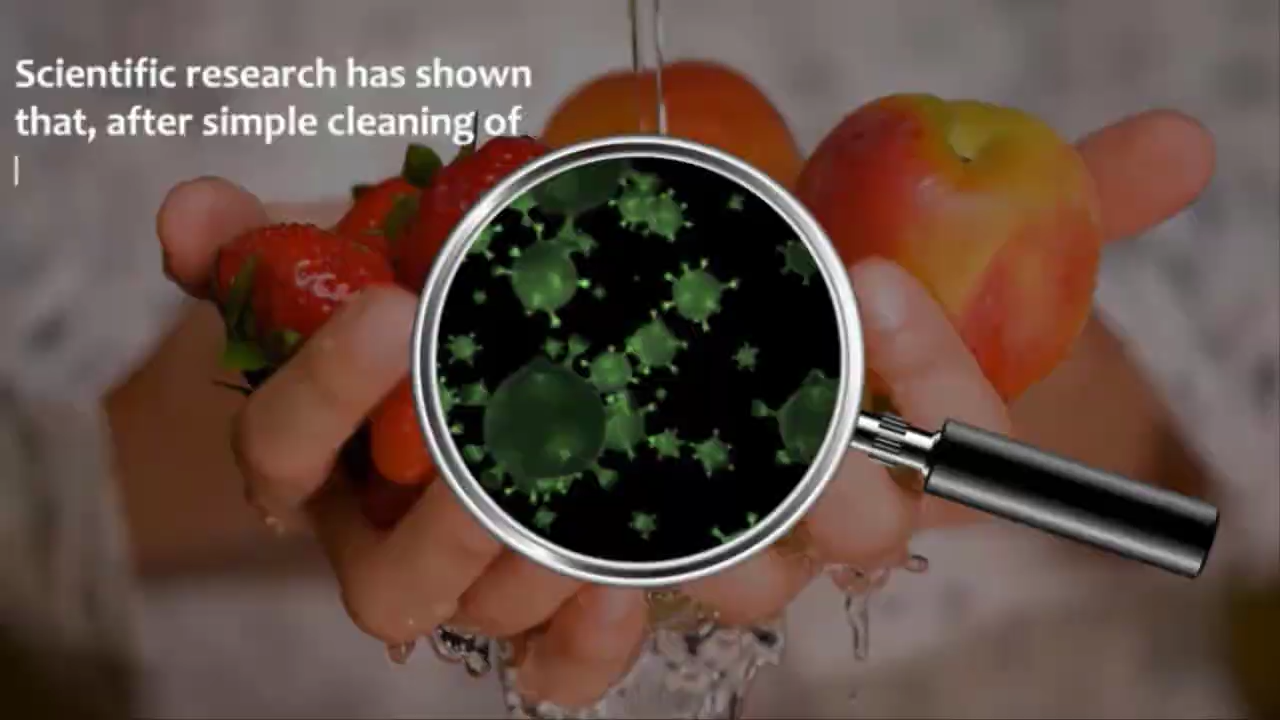 Scientific research has shown
that, after simple cleaning of